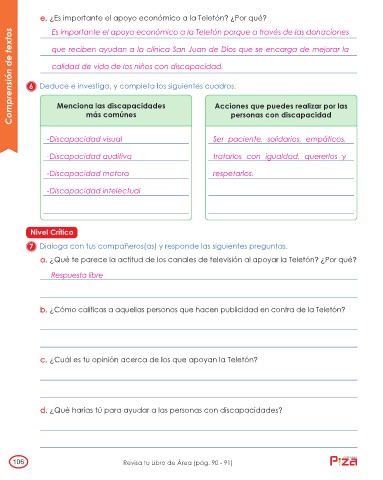 Comprensión de textos
e. ¿Es importante el apoyo económico a la Teletón? ¿Por qué?
Es importante el apoyo económico a la Teletón porque a través de las donaciones
que reciben ayudan a la clínica San Juan de Dios que se encarga de mejorar la
calidad de vida de los niños con discapacidad.
6 Deduce e investiga, y completa los siguientes cuadros.
Menciona las discapacidades
más comúnes
-Discapacidad visual
-Discapacidad auditiva
-Discapacidad motora
-Discapacidad intelectual
Acciones que puedes realizar por las
personas con discapacidad
Ser paciente, solidarios, empáticos,
tratarlos con igualdad, quererlos y
respetarlos.
Nivel Crítico
7 Dialoga con tus compañeros(as) y responde las siguientes preguntas.
a. ¿Qué te parece la actitud de los canales de televisión al apoyar la Teletón? ¿Por qué?
Respuesta libre
b. ¿Cómo calificas a aquellas personas que hacen publicidad en contra de la Teletón?
c. ¿Cuál es tu opinión acerca de los que apoyan la Teletón?
d. ¿Qué harías tú para ayudar a las personas con discapacidades?
106
Revisa tu Libro de Área (pág. 90 - 91)